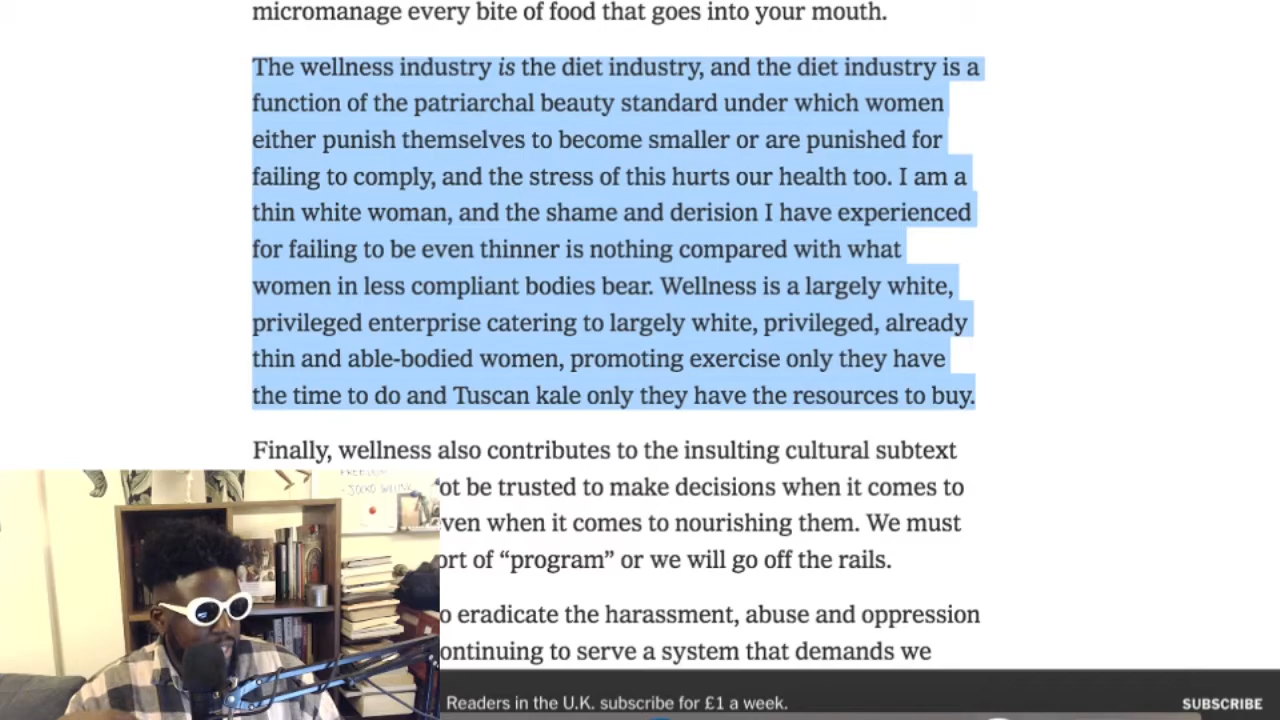 micromanage every bite of food that goes into your mouth.
The wellness industry is the diet industry, and the diet industry is a
function of the patriarchal beauty standard under which women
either punish themselves to become smaller or are punished for
failing to comply, and the stress of this hurts our health too. I am a
thin white woman, and the shame and derision I have experienced
for failing to be even thinner is nothing compared with what
women in less compliant bodies bear. Wellness is a largely white,
privileged enterprise catering to largely white, privileged, already
thin and able-bodied women, promoting exercise only they have
the time to do and Tuscan kale only they have the resources to buy.
Finally, wellness also contributes to the insulting cultural subtext
be trusted to make decisions when it comes to
when it comes to nourishing them. We must
of “program” or we will go off the rails.
eradicate the harassment, abuse and oppression
to serve a system that demands we
Readers in the U.K. subscribe for £1 a week.
SUBSCRIBE